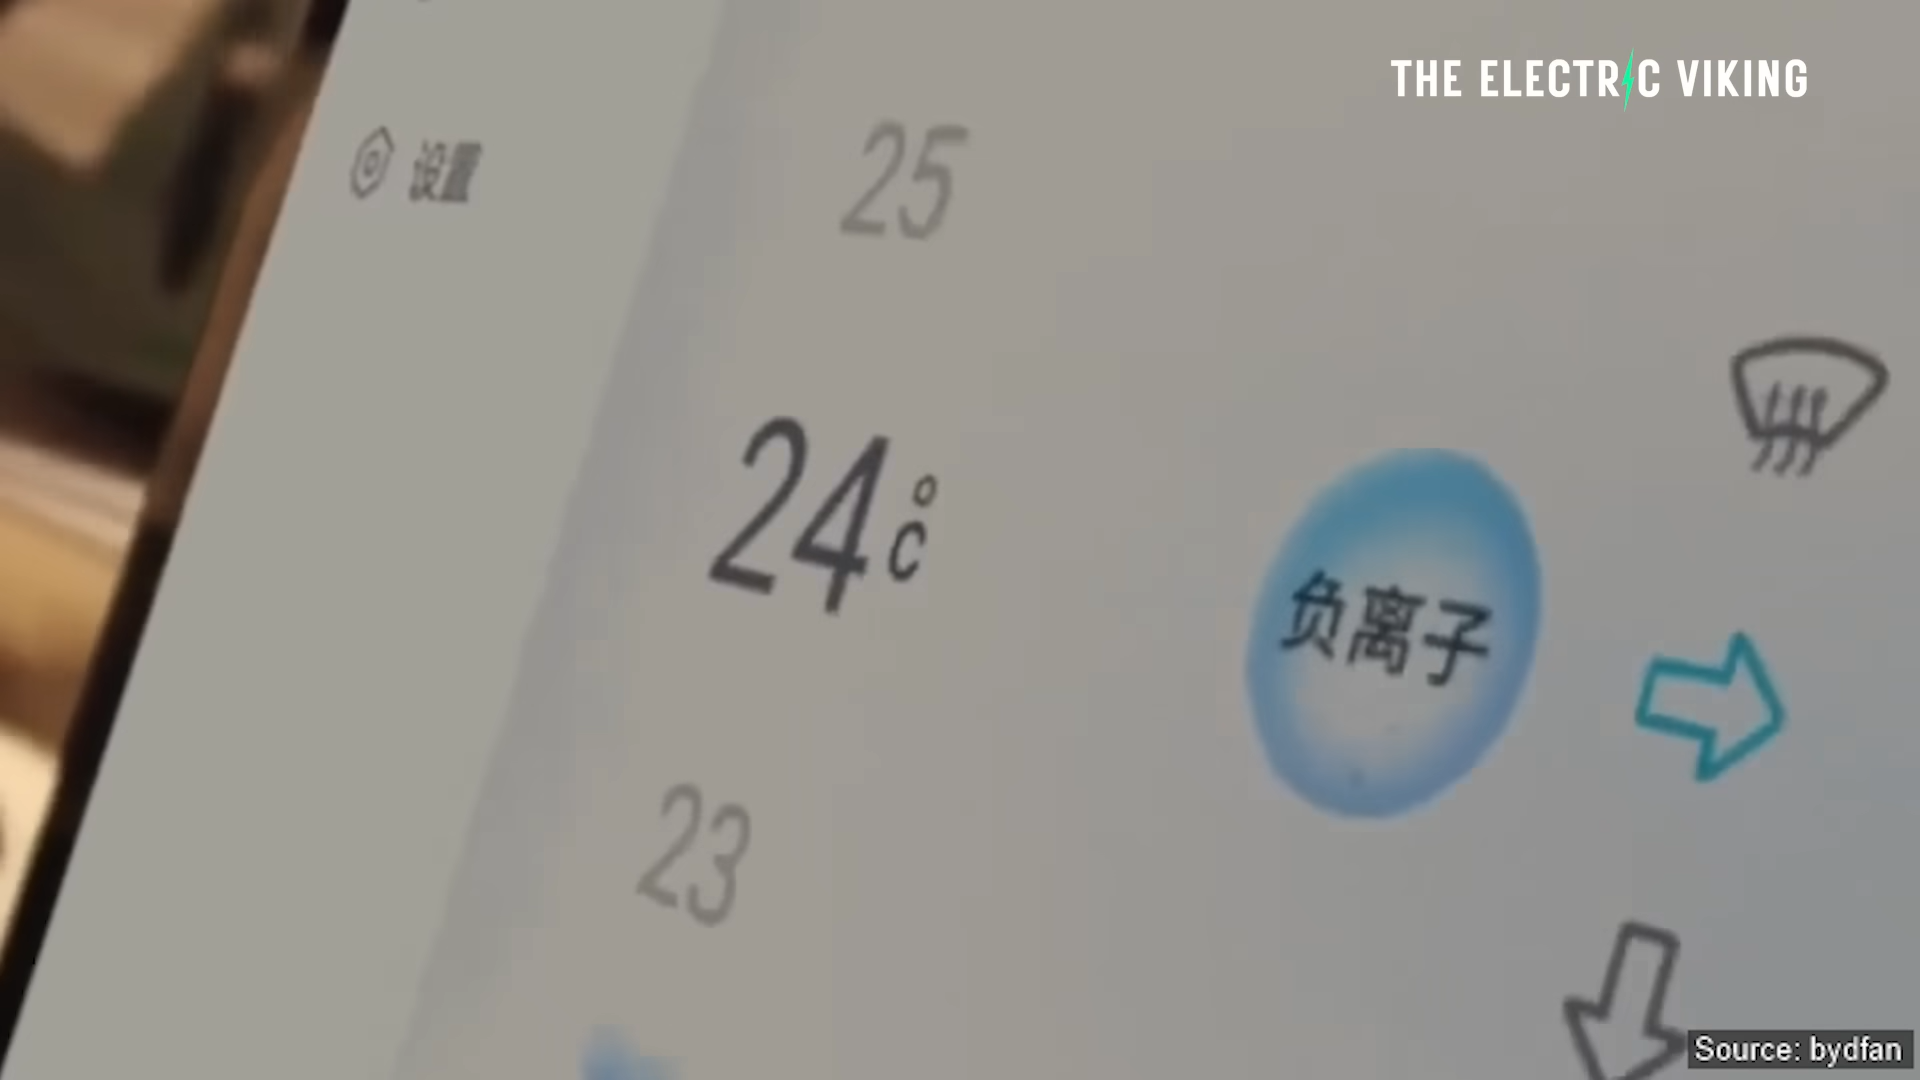 THE ELECTRIC VIKING
设置
25
24°C
负离子
23
Source: bydfan